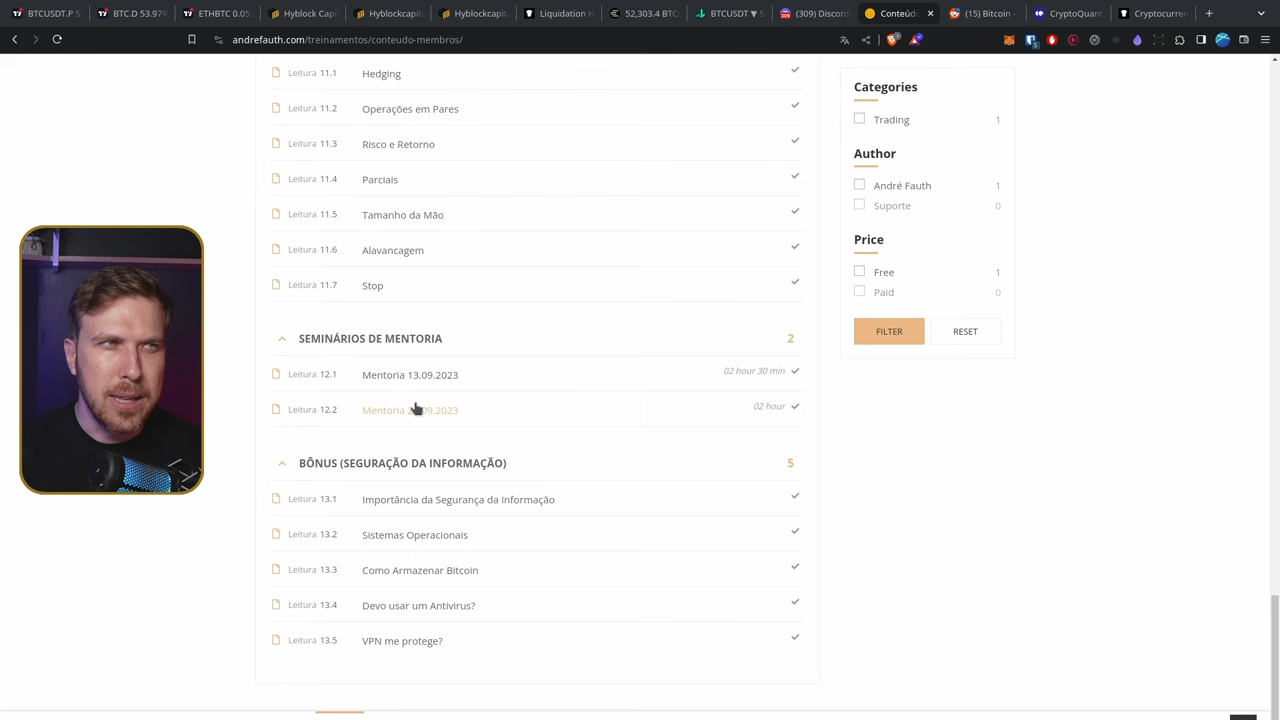 BTCUSDT.P 5
BTC.D 53.97%
ETHBTC 0.05
Hyblock Capi
Hyblockcapit
Hyblockcapit
Liquidation H
52,303.4 BTC
BTCUSDT ▼ 5
(309) Discord
Conteúdo
(15) Bitcoin -
CryptoQuant
Cryptocurren
andrefauth.com/treinamentos/conteudo-membros/
Leitura 11.1 Hedging
Leitura 11.2 Operações em Pares
Leitura 11.3 Risco e Retorno
Leitura 11.4 Parciais
Leitura 11.5 Tamanho da Mão
Leitura 11.6 Alavancagem
Leitura 11.7 Stop
SEMINÁRIOS DE MENTORIA 2
Leitura 12.1 Mentoria 13.09.2023 02 hour 30 min
Leitura 12.2 Mentoria 09.2023 02 hour
BÔNUS (SEGURAÇÃO DA INFORMAÇÃO) 5
Leitura 13.1 Importância da Segurança da Informação
Leitura 13.2 Sistemas Operacionais
Leitura 13.3 Como Armazenar Bitcoin
Leitura 13.4 Devo usar um Antivirus?
Leitura 13.5 VPN me protege?
Categories
Trading 1
Author
André Fauth 1
Suporte 0
Price
Free 1
Paid 0
FILTER RESET